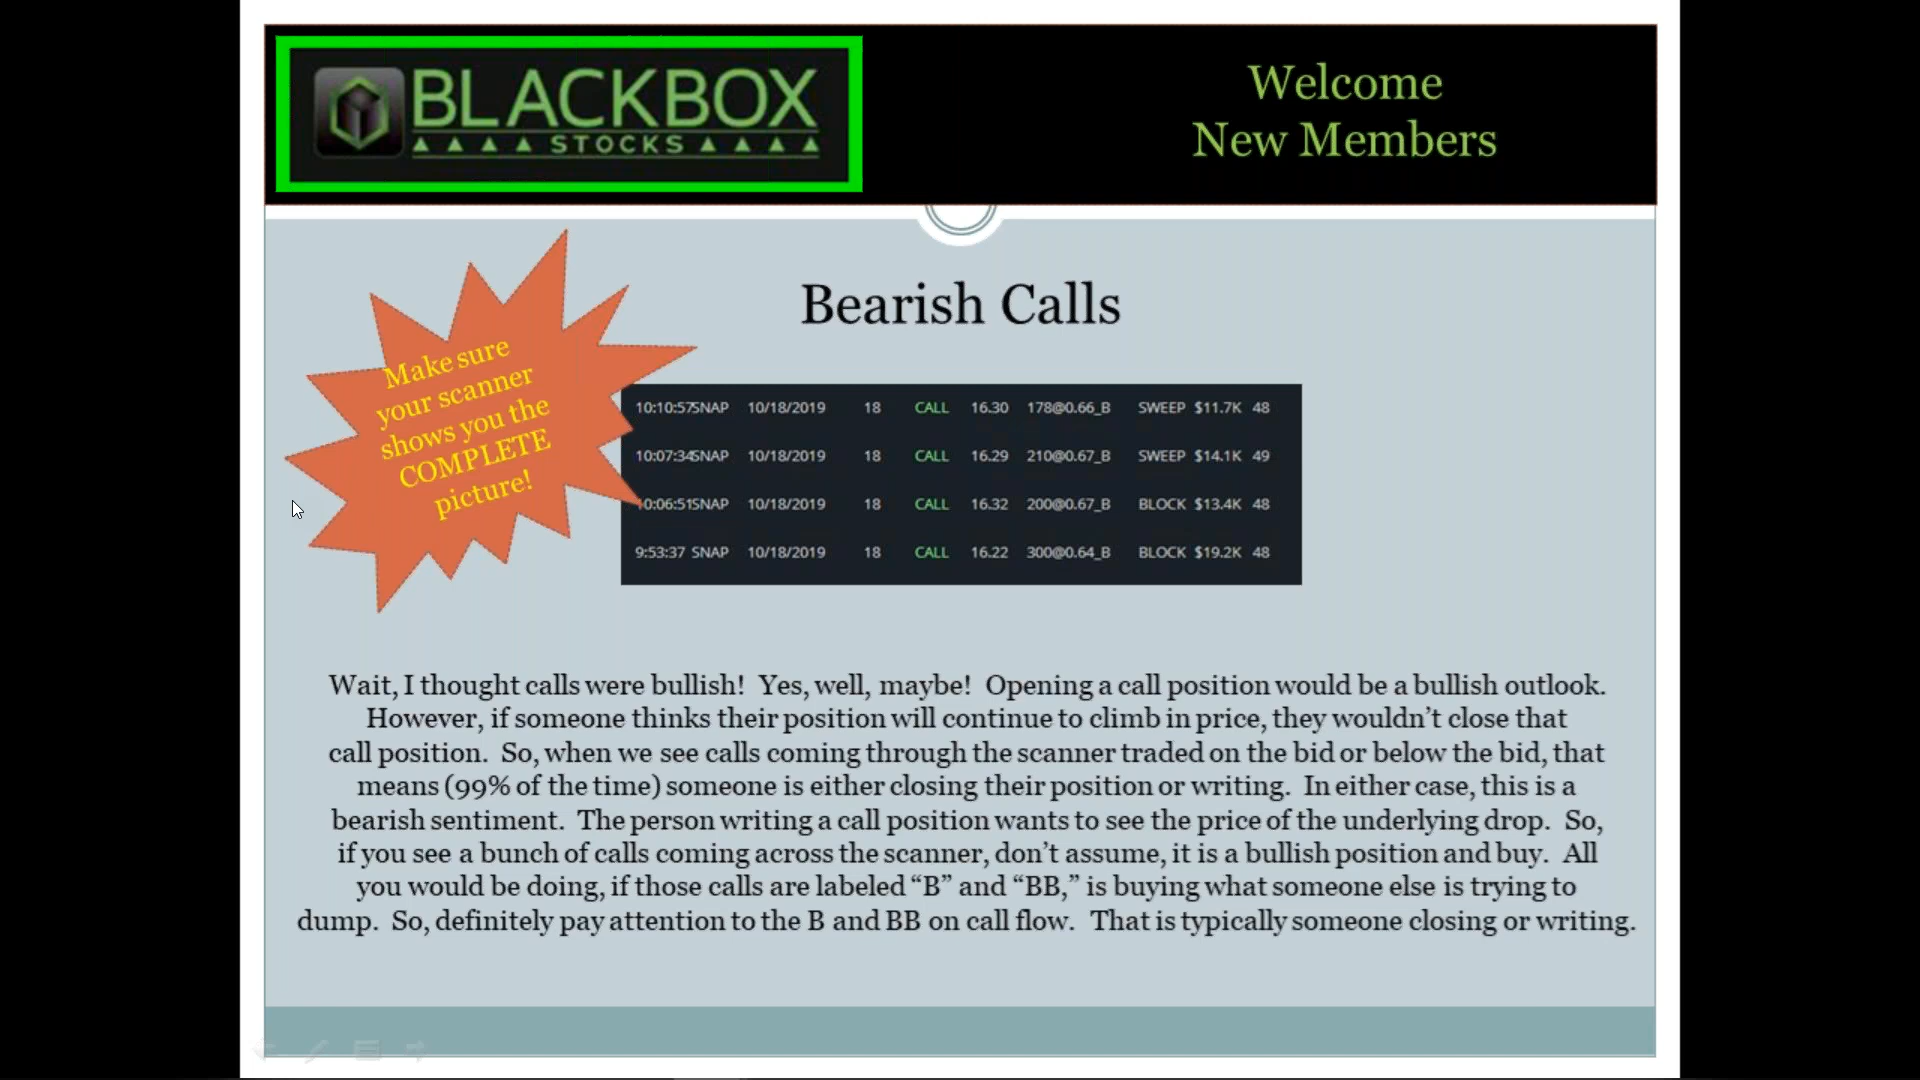 BLACKBOX
STOCKS
Welcome
New Members
Bearish Calls
Make sure
your scanner
shows you the
COMPLETE
picture!
10:10:57 SNAP 10/18/2019 18 CALL 16.30 178@0.66_B SWEEP $11.7K 48
10:07:34 SNAP 10/18/2019 18 CALL 16.29 210@0.67_B SWEEP $14.1K 49
10:06:51 SNAP 10/18/2019 18 CALL 16.32 200@0.67_B BLOCK $13.4K 48
9:53:37 SNAP 10/18/2019 18 CALL 16.22 300@0.64_B BLOCK $19.2K 48
Wait, I thought calls were bullish! Yes, well, maybe! Opening a call position would be a bullish outlook.
However, if someone thinks their position will continue to climb in price, they wouldn’t close that
call position. So, when we see calls coming through the scanner traded on the bid or below the bid, that
means (99% of the time) someone is either closing their position or writing. In either case, this is a
bearish sentiment. The person writing a call position wants to see the price of the underlying drop. So,
if you see a bunch of calls coming across the scanner, don’t assume, it is a bullish position and buy. All
you would be doing, if those calls are labeled “B” and “BB,” is buying what someone else is trying to
dump. So, definitely pay attention to the B and BB on call flow. That is typically someone closing or writing.